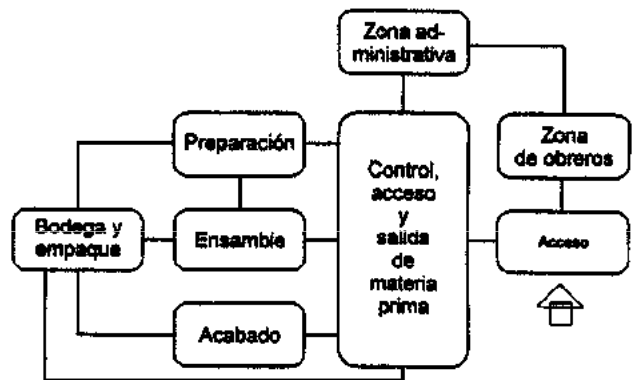 Zona ad-
ministrativa
Preparación
Zona
de obreros
Control,
acceso
y
salida
de
materia
prima
Bodega y
empaque
Ensamble
Acceso
Acabado